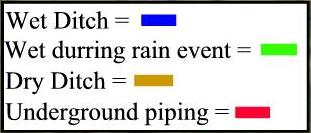 Wet Ditch =
Wet durring rain event =
Dry Ditch =
Underground piping =